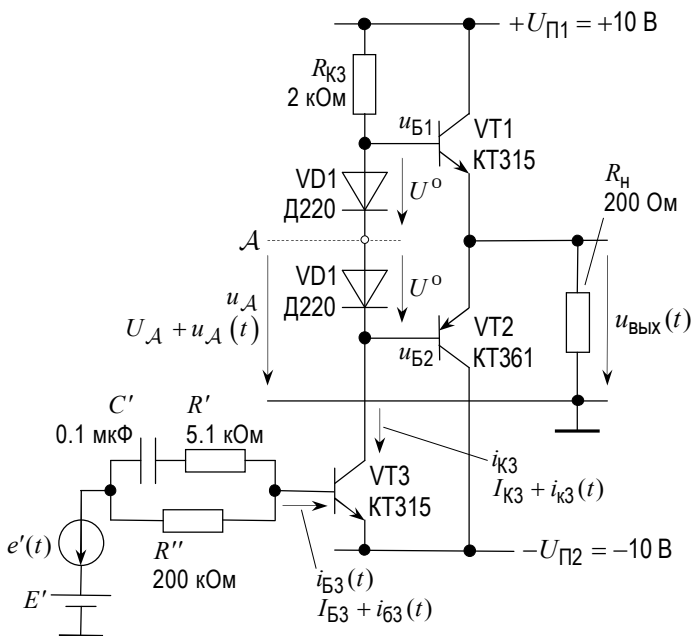 +U_П1 = +10 В
R_К3
2 кОм
u_Б1
VT1
КТ315
VD1
Д220
U°
R_н
200 Ом
𝒜
VD1
Д220
U°
u_𝒜
U_𝒜 + u_𝒜(t)
VT2
КТ361
u_Б2
u_вых(t)
C′
0.1 мкФ
R′
5.1 кОм
VT3
КТ315
i_К3
I_К3 + i_к3(t)
e′(t)
R″
200 кОм
i_Б3(t)
I_Б3 + i_б3(t)
−U_П2 = −10 В
E′